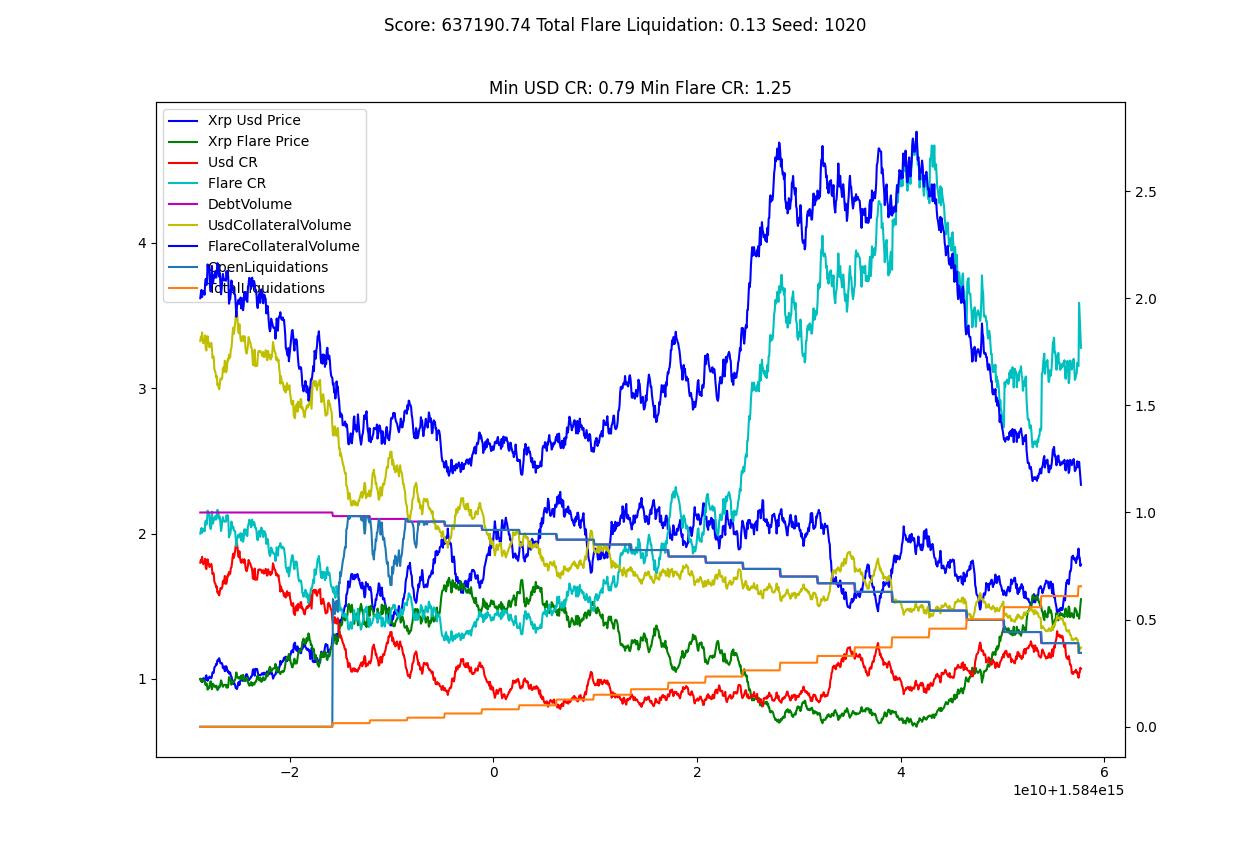 Score: 637190.74 Total Flare Liquidation: 0.13 Seed: 1020
Min USD CR: 0.79 Min Flare CR: 1.25
Xrp Usd Price
Xrp Flare Price
Usd CR
Flare CR
DebtVolume
UsdCollateralVolume
FlareCollateralVolume
OpenLiquidations
TotalLiquidations
4
3
2
1
2.5
2.0
1.5
1.0
0.5
0.0
−2
0
2
4
6
1e10+1.584e15